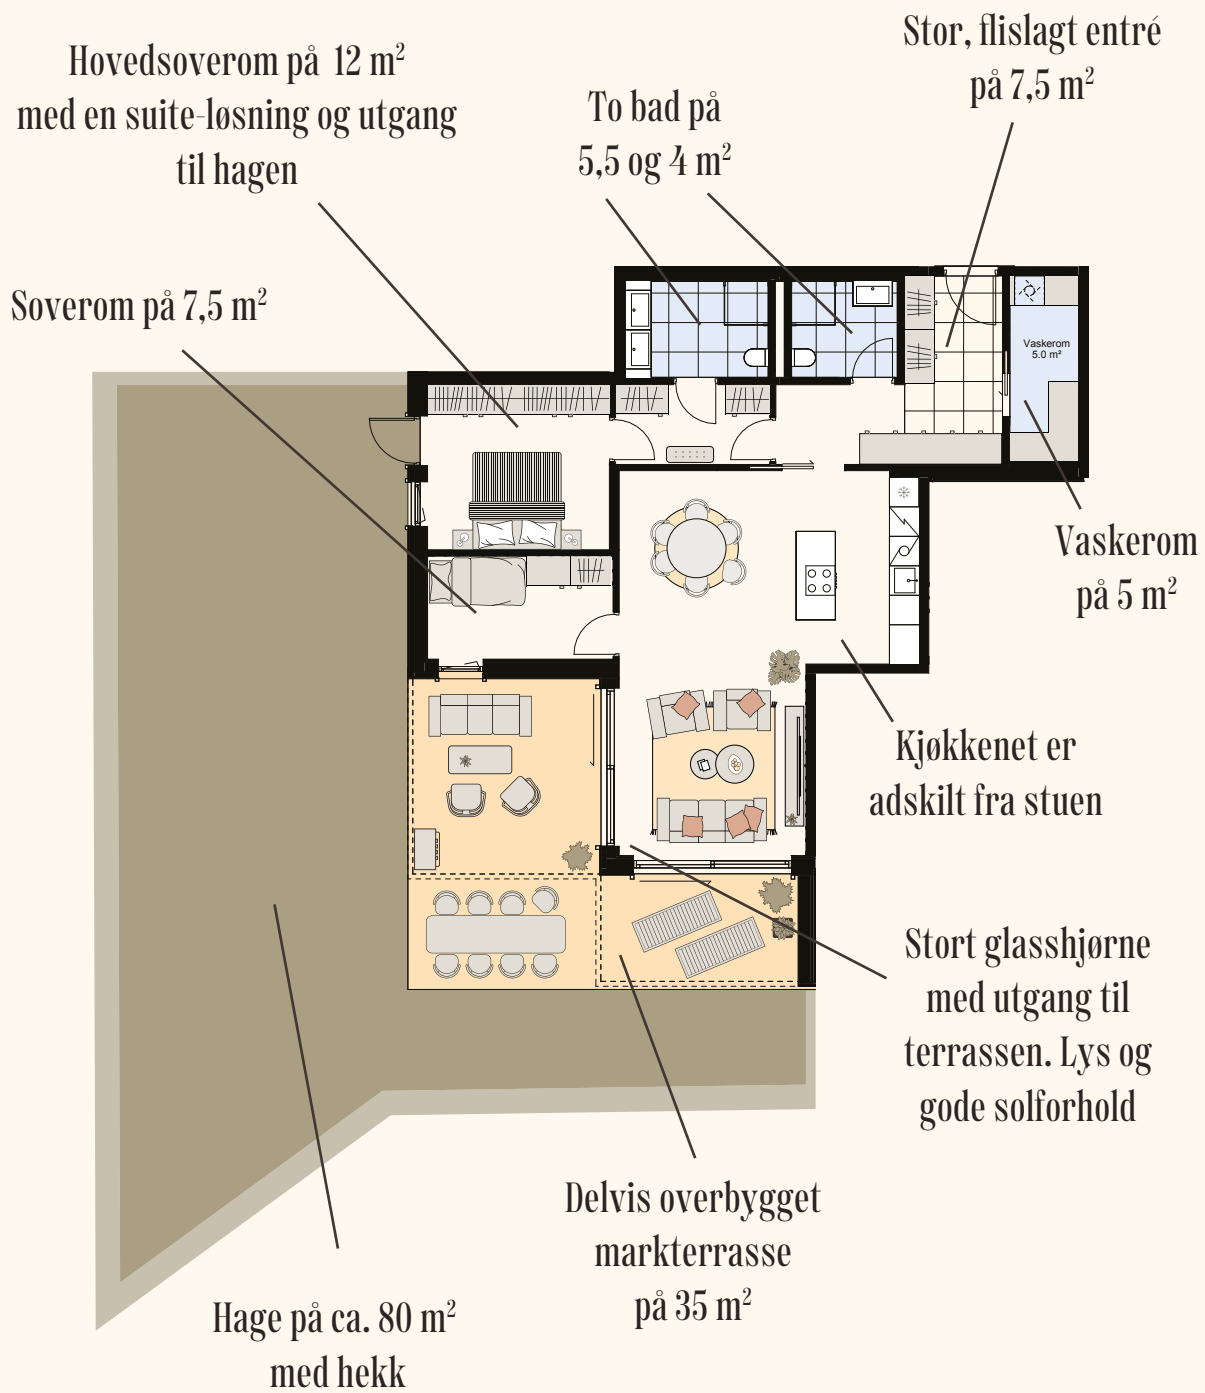 Stor, flislagt entré
på 7,5 m²
Hovedsoverom på 12 m²
med en suite-løsning og utgang
til hagen
To bad på
5,5 og 4 m²
Soverom på 7,5 m²
Vaskerom
5.0 m²
Vaskerom
på 5 m²
Kjøkkenet er
adskilt fra stuen
Stort glasshjørne
med utgang til
terrassen. Lys og
gode solforhold
Delvis overbygget
markterrasse
på 35 m²
Hage på ca. 80 m²
med hekk